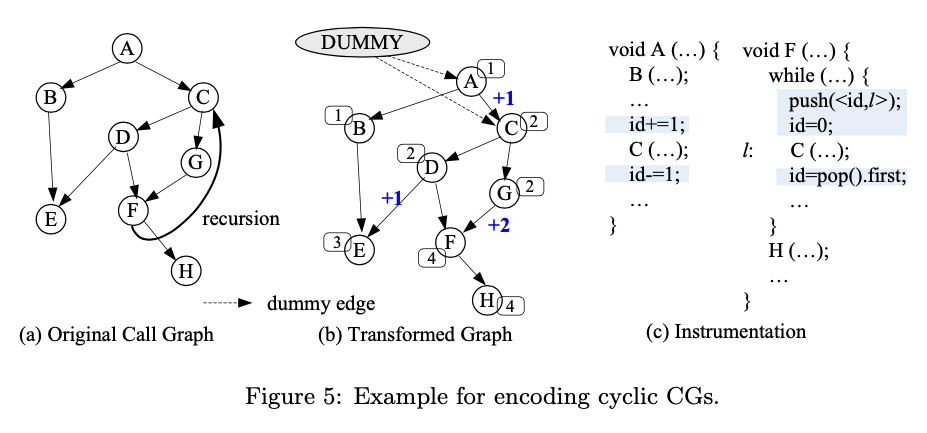 A
B
C
D
G
E
F
recursion
H
(a) Original Call Graph
DUMMY
A 1
+1
1 B
C 2
2 D
G 2
+1
+2
3 E
F
4
H 4
dummy edge
(b) Transformed Graph
void A (…) {
B (…);
…
id+=1;
C (…);
id-=1;
…
}
void F (…) {
while (…) {
push(<id,l>);
id=0;
l: C (…);
id=pop().first;
…
}
H (…);
…
}
(c) Instrumentation
Figure 5: Example for encoding cyclic CGs.